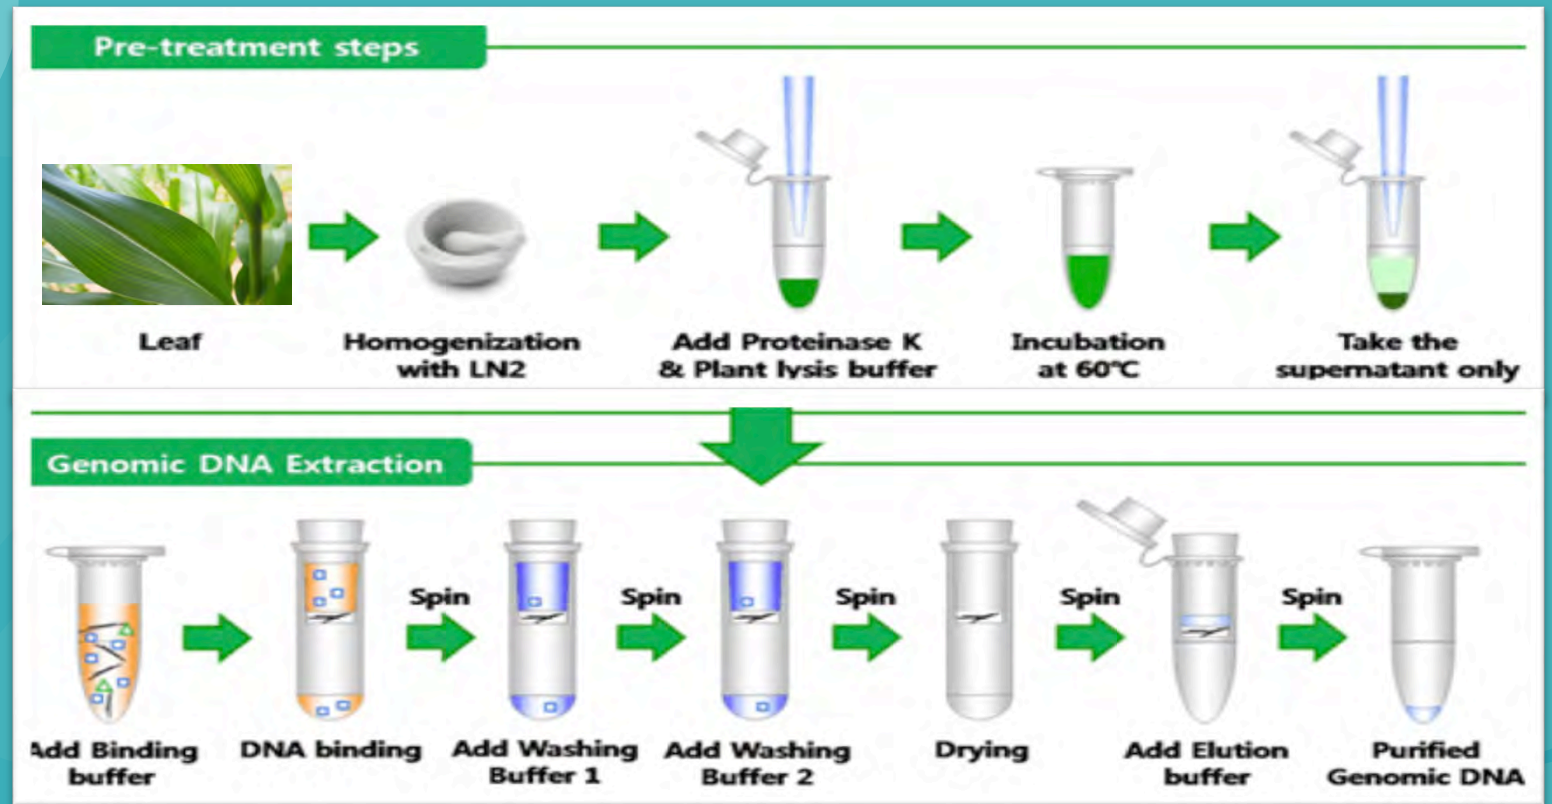 Pre-treatment steps
Leaf
Homogenization
with LN2
Add Proteinase K
& Plant lysis buffer
Incubation
at 60℃
Take the
supernatant only
Genomic DNA Extraction
Spin
Spin
Spin
Spin
Spin
Add Binding
buffer
DNA binding
Add Washing
Buffer 1
Add Washing
Buffer 2
Drying
Add Elution
buffer
Purified
Genomic DNA